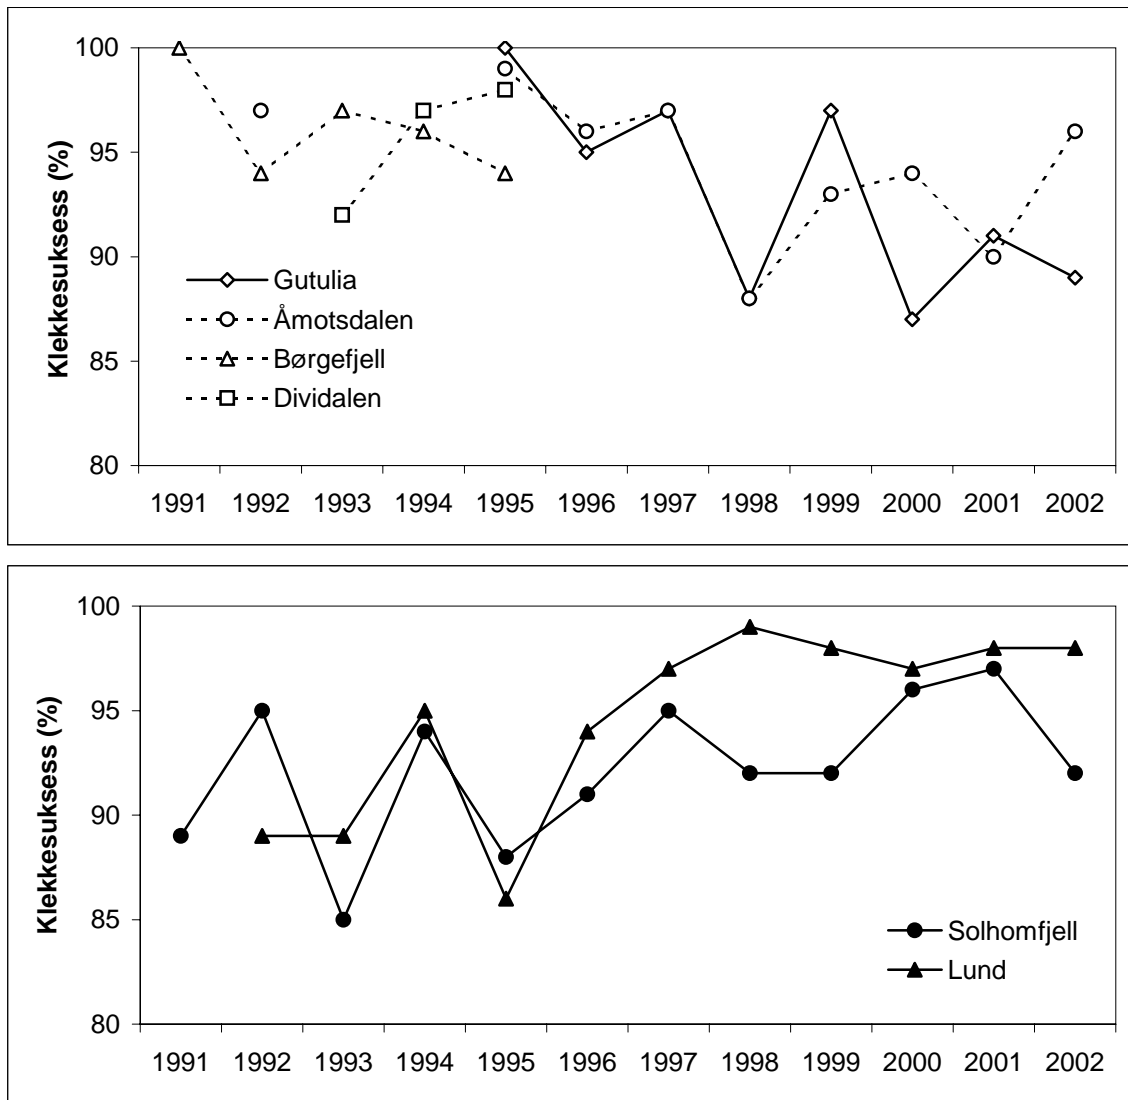 100
95
90
85
80
Klekkesuksess (%)
Gutulia
Åmotsdalen
Børgefjell
Dividalen
1991 1992 1993 1994 1995 1996 1997 1998 1999 2000 2001 2002
100
95
90
85
80
Klekkesuksess (%)
Solhomfjell
Lund
1991 1992 1993 1994 1995 1996 1997 1998 1999 2000 2001 2002